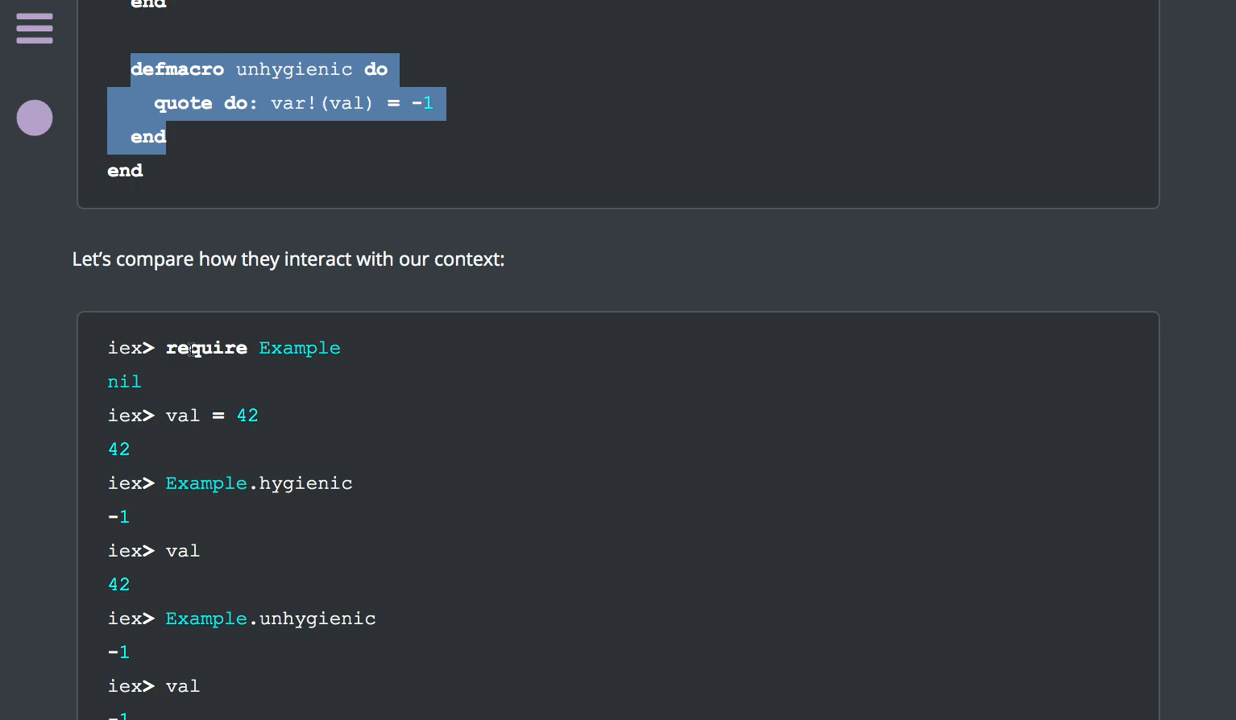 end
defmacro unhygienic do
quote do: var!(val) = -1
end
end
Let's compare how they interact with our context:
iex> require Example
nil
iex> val = 42
42
iex> Example.hygienic
-1
iex> val
42
iex> Example.unhygienic
-1
iex> val
-1